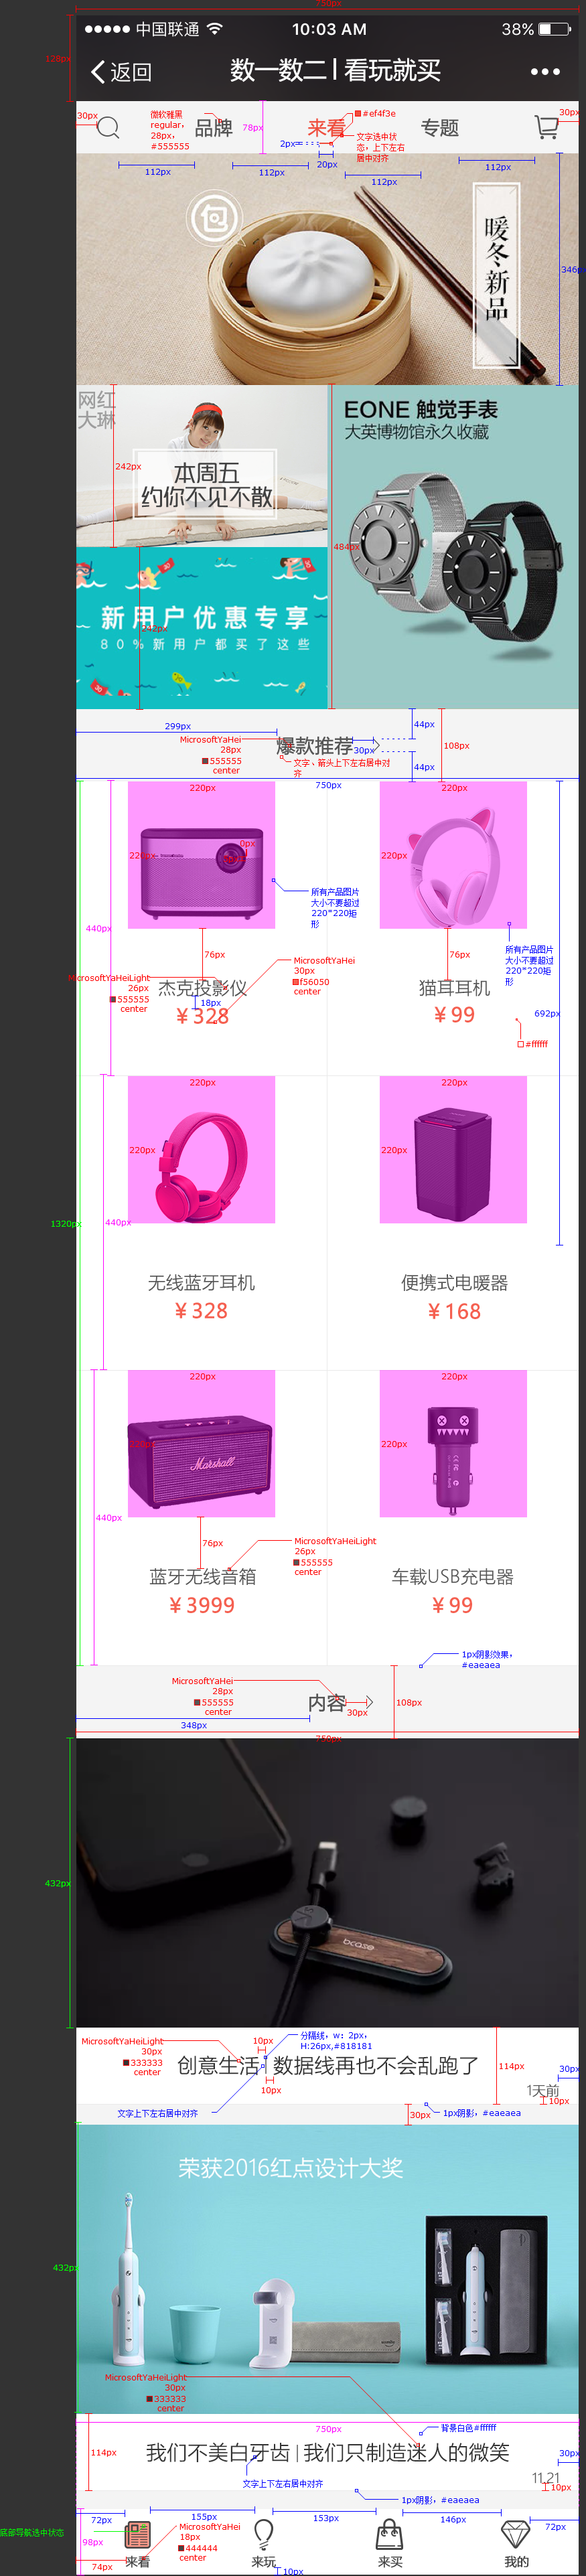 750px
中国联通
10:03 AM
38%
128px
返回
数一数二 | 看玩就买
30px
微软雅黑
regular,
28px,
#555555
品牌
78px
来看
#ef4f3e
文字选中状
态，上下左右
居中对齐
2px
20px
专题
30px
112px
112px
112px
112px
包
暖冬新品
346px
网红
大琳
242px
本周五
约你不见不散
EONE 触觉手表
大英博物馆永久收藏
484px
新用户优惠专享
80%新用户都买了这些
242px
299px
MicrosoftYaHei
28px
#555555
center
爆款推荐
30px
文字、箭头上下左右居中对
齐
44px
44px
108px
750px
220px
220px
220px
0px
220px
所有产品图片
大小不要超过
220*220矩
形
440px
76px
76px
所有产品图片
大小不要超过
220*220矩
形
MicrosoftYaHeiLight
26px
#555555
center
杰克投影仪
18px
￥328
MicrosoftYaHei
30px
#f56050
center
猫耳耳机
￥99
692px
#ffffff
220px
220px
220px
220px
1320px
440px
无线蓝牙耳机
￥328
便携式电暖器
￥168
220px
220px
220px
220px
Marshall
440px
76px
MicrosoftYaHeiLight
26px
#555555
center
蓝牙无线音箱
￥3999
车载USB充电器
￥99
1px阴影效果，
#eaeaea
MicrosoftYaHei
28px
#555555
center
内容
30px
108px
348px
750px
432px
bcase
MicrosoftYaHeiLight
30px
#333333
center
10px
分隔线，w: 2px，
H:26px,#818181
创意生活 | 数据线再也不会乱跑了
10px
114px
30px
1天前
10px
文字上下左右居中对齐
30px
1px阴影，#eaeaea
荣获2016红点设计大奖
432px
MicrosoftYaHeiLight
30px
#333333
center
750px
背景白色#ffffff
114px
我们不美白牙齿 | 我们只制造迷人的微笑
30px
11.21
10px
文字上下左右居中对齐
1px阴影，#eaeaea
72px
155px
153px
146px
72px
底部导航选中状态
98px
MicrosoftYaHei
18px
#444444
center
74px
来看
来玩
来买
我的
10px